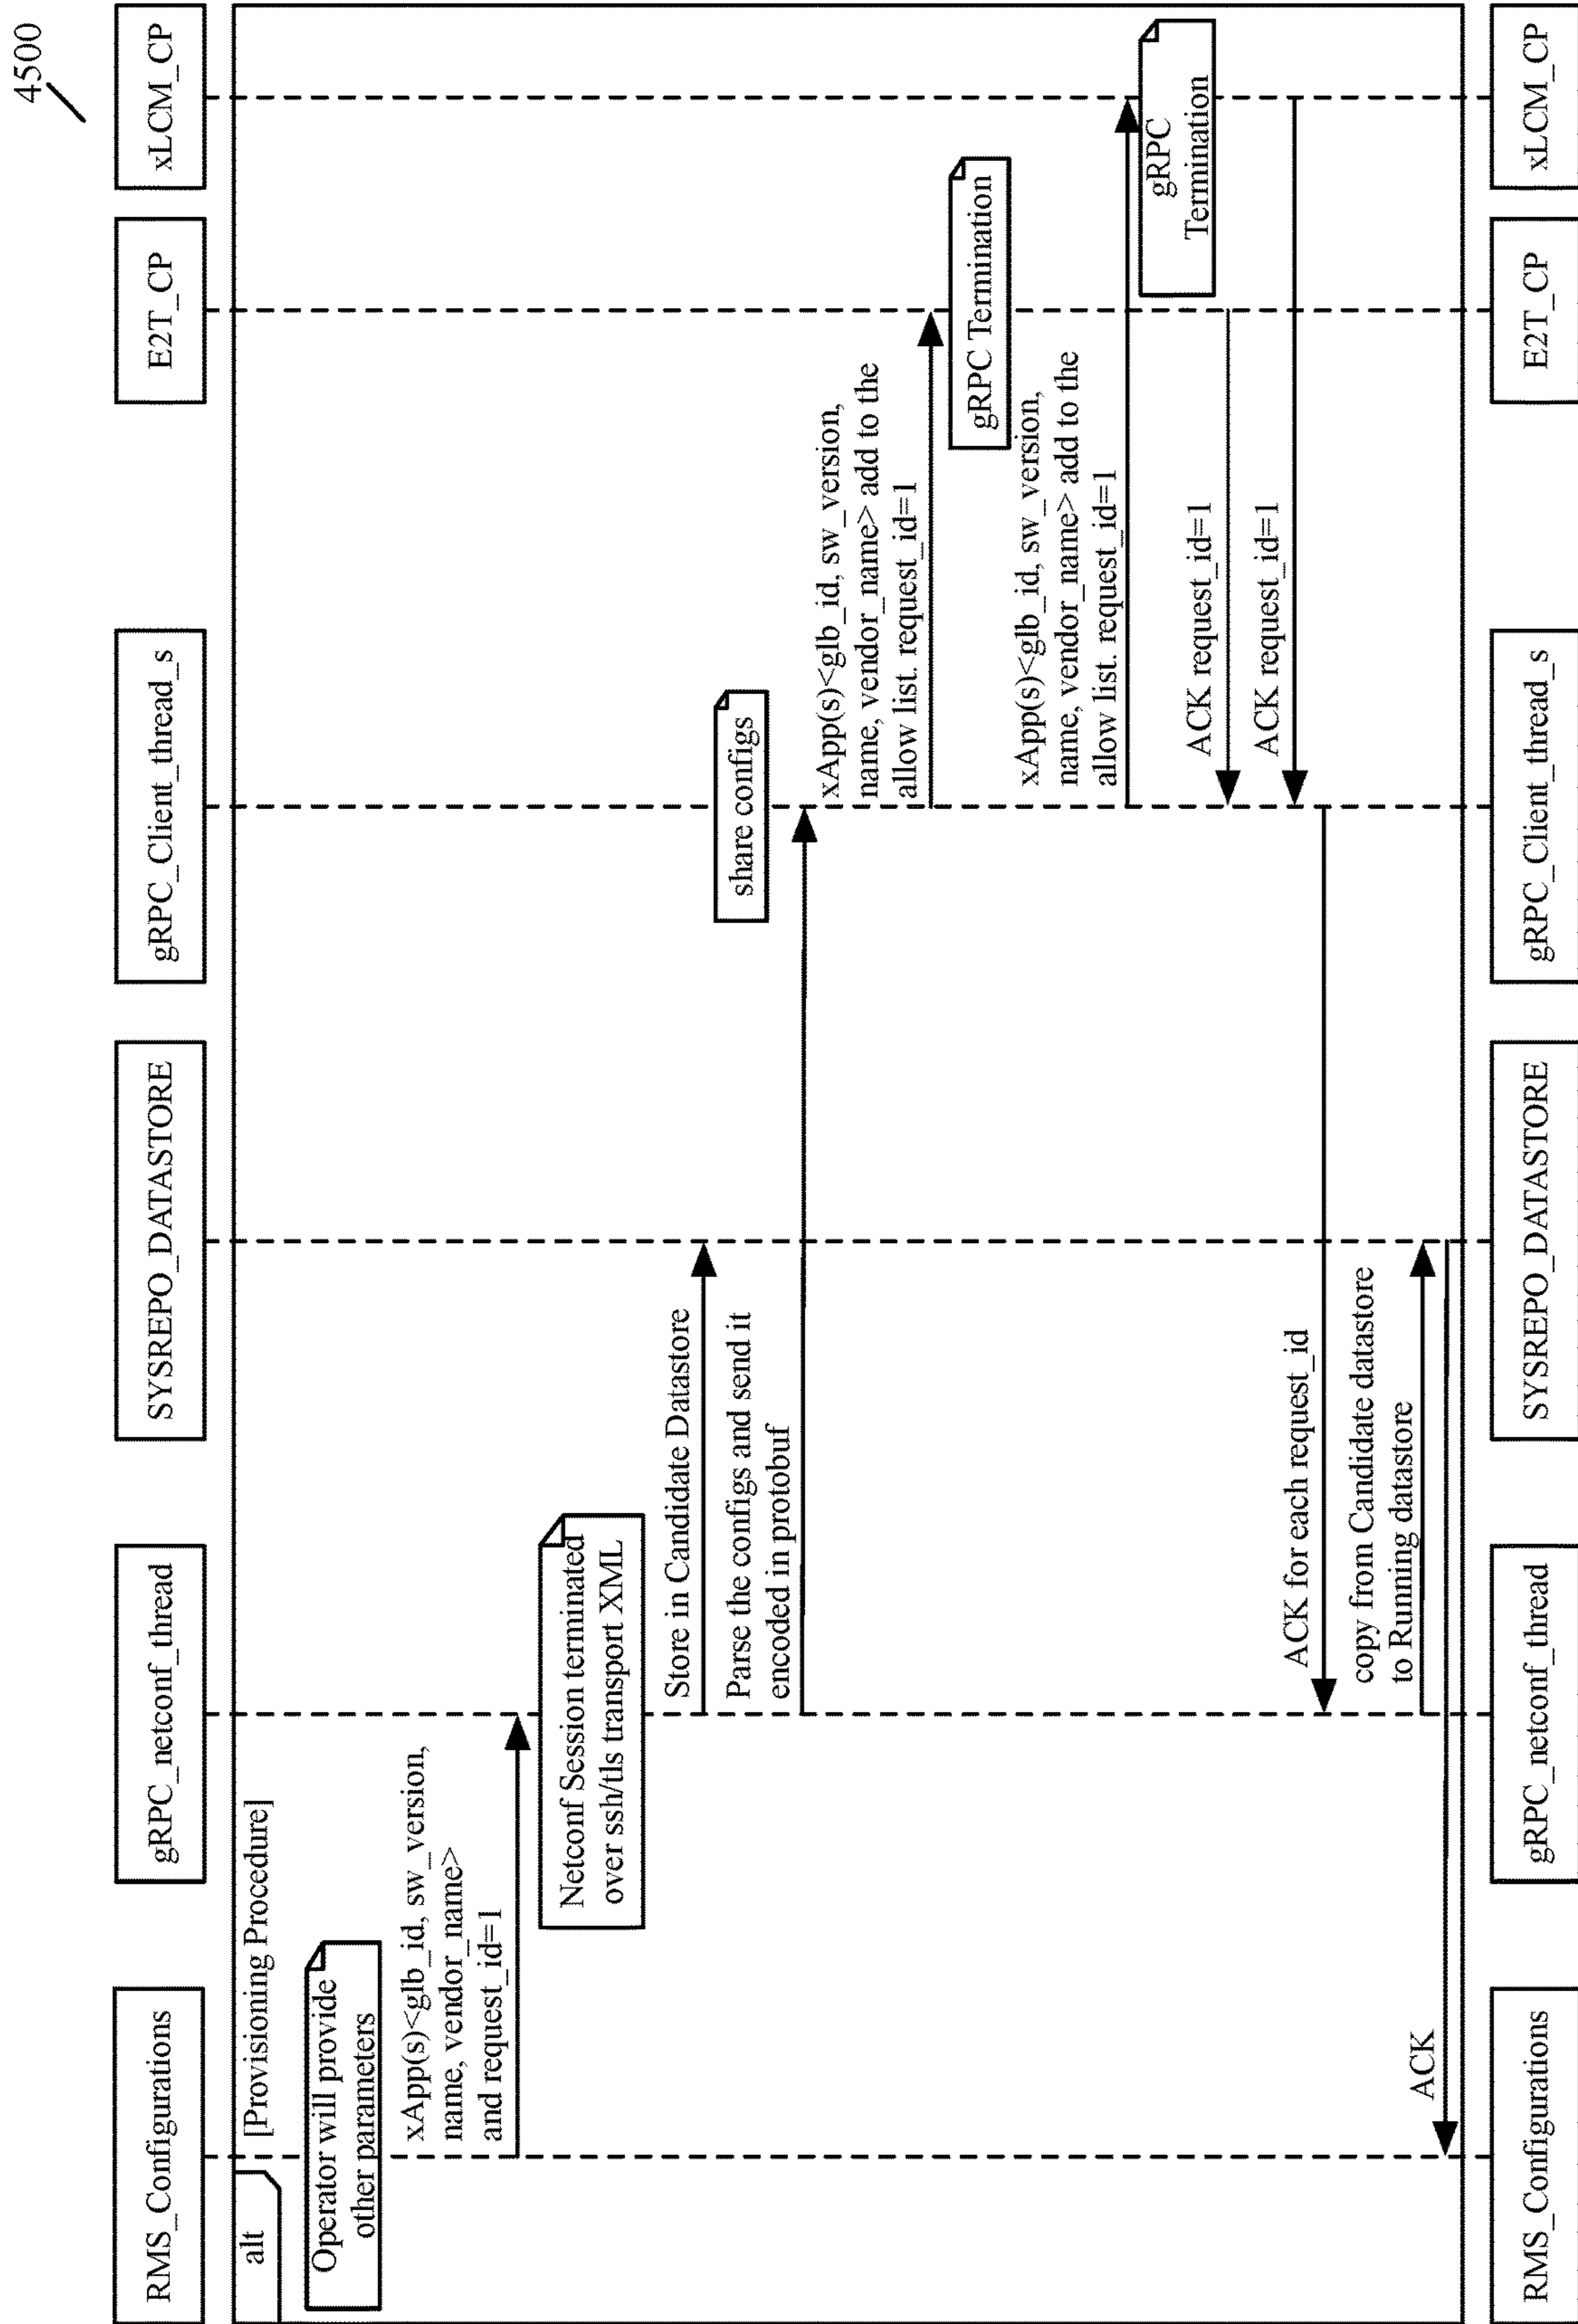 4500
RMS_Configurations
gRPC_netconf_thread
SYSREPO_DATASTORE
gRPC_Client_thread_s
E2T_CP
xLCM_CP
alt
[Provisioning Procedure]
Operator will provide
other parameters
xApp(s)<glb_id, sw_version,
name, vendor_name>
and request_id=1
Netconf Session terminated
over ssh/tls transport XML
Store in Candidate Datastore
share configs
Parse the configs and send it
encoded in protobuf
xApp(s)<glb_id, sw_version,
name, vendor_name> add to the
allow list. request_id=1
gRPC Termination
xApp(s)<glb_id, sw_version,
name, vendor_name> add to the
allow list. request_id=1
gRPC
Termination
ACK request_id=1
ACK request_id=1
ACK for each request_id
copy from Candidate datastore
to Running datastore
ACK
RMS_Configurations
gRPC_netconf_thread
SYSREPO_DATASTORE
gRPC_Client_thread_s
E2T_CP
xLCM_CP